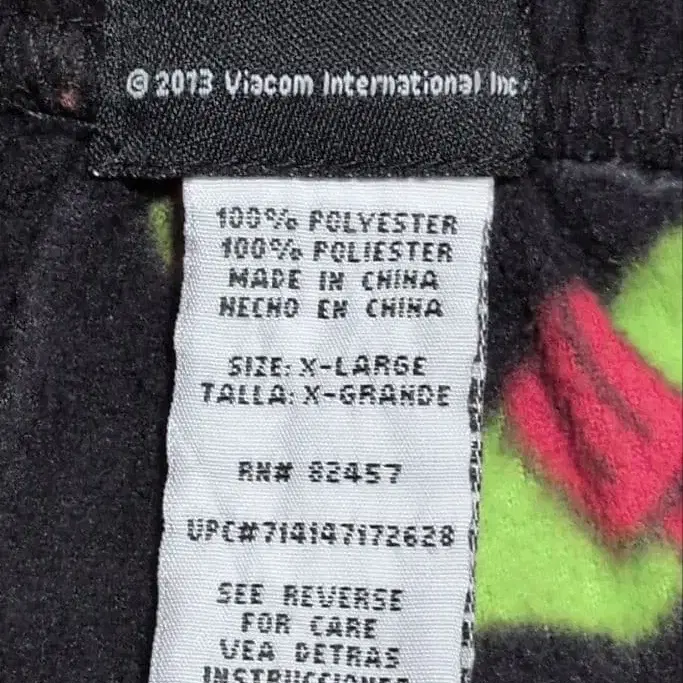 © 2013 Viacom International Inc
100% POLYESTER
100% POLIESTER
MADE IN CHINA
HECHO EN CHINA
SIZE: X-LARGE
TALLA: X-GRANDE
RN# 82457
UPC#714147172628
SEE REVERSE
FOR CARE
VEA DETRAS
INSTRUCCIONES